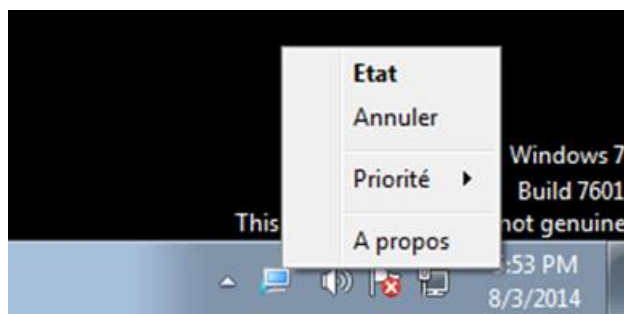 Etat
Annuler
Priorité
A propos
Windows 7
Build 7601
This not genuine
:53 PM
8/3/2014